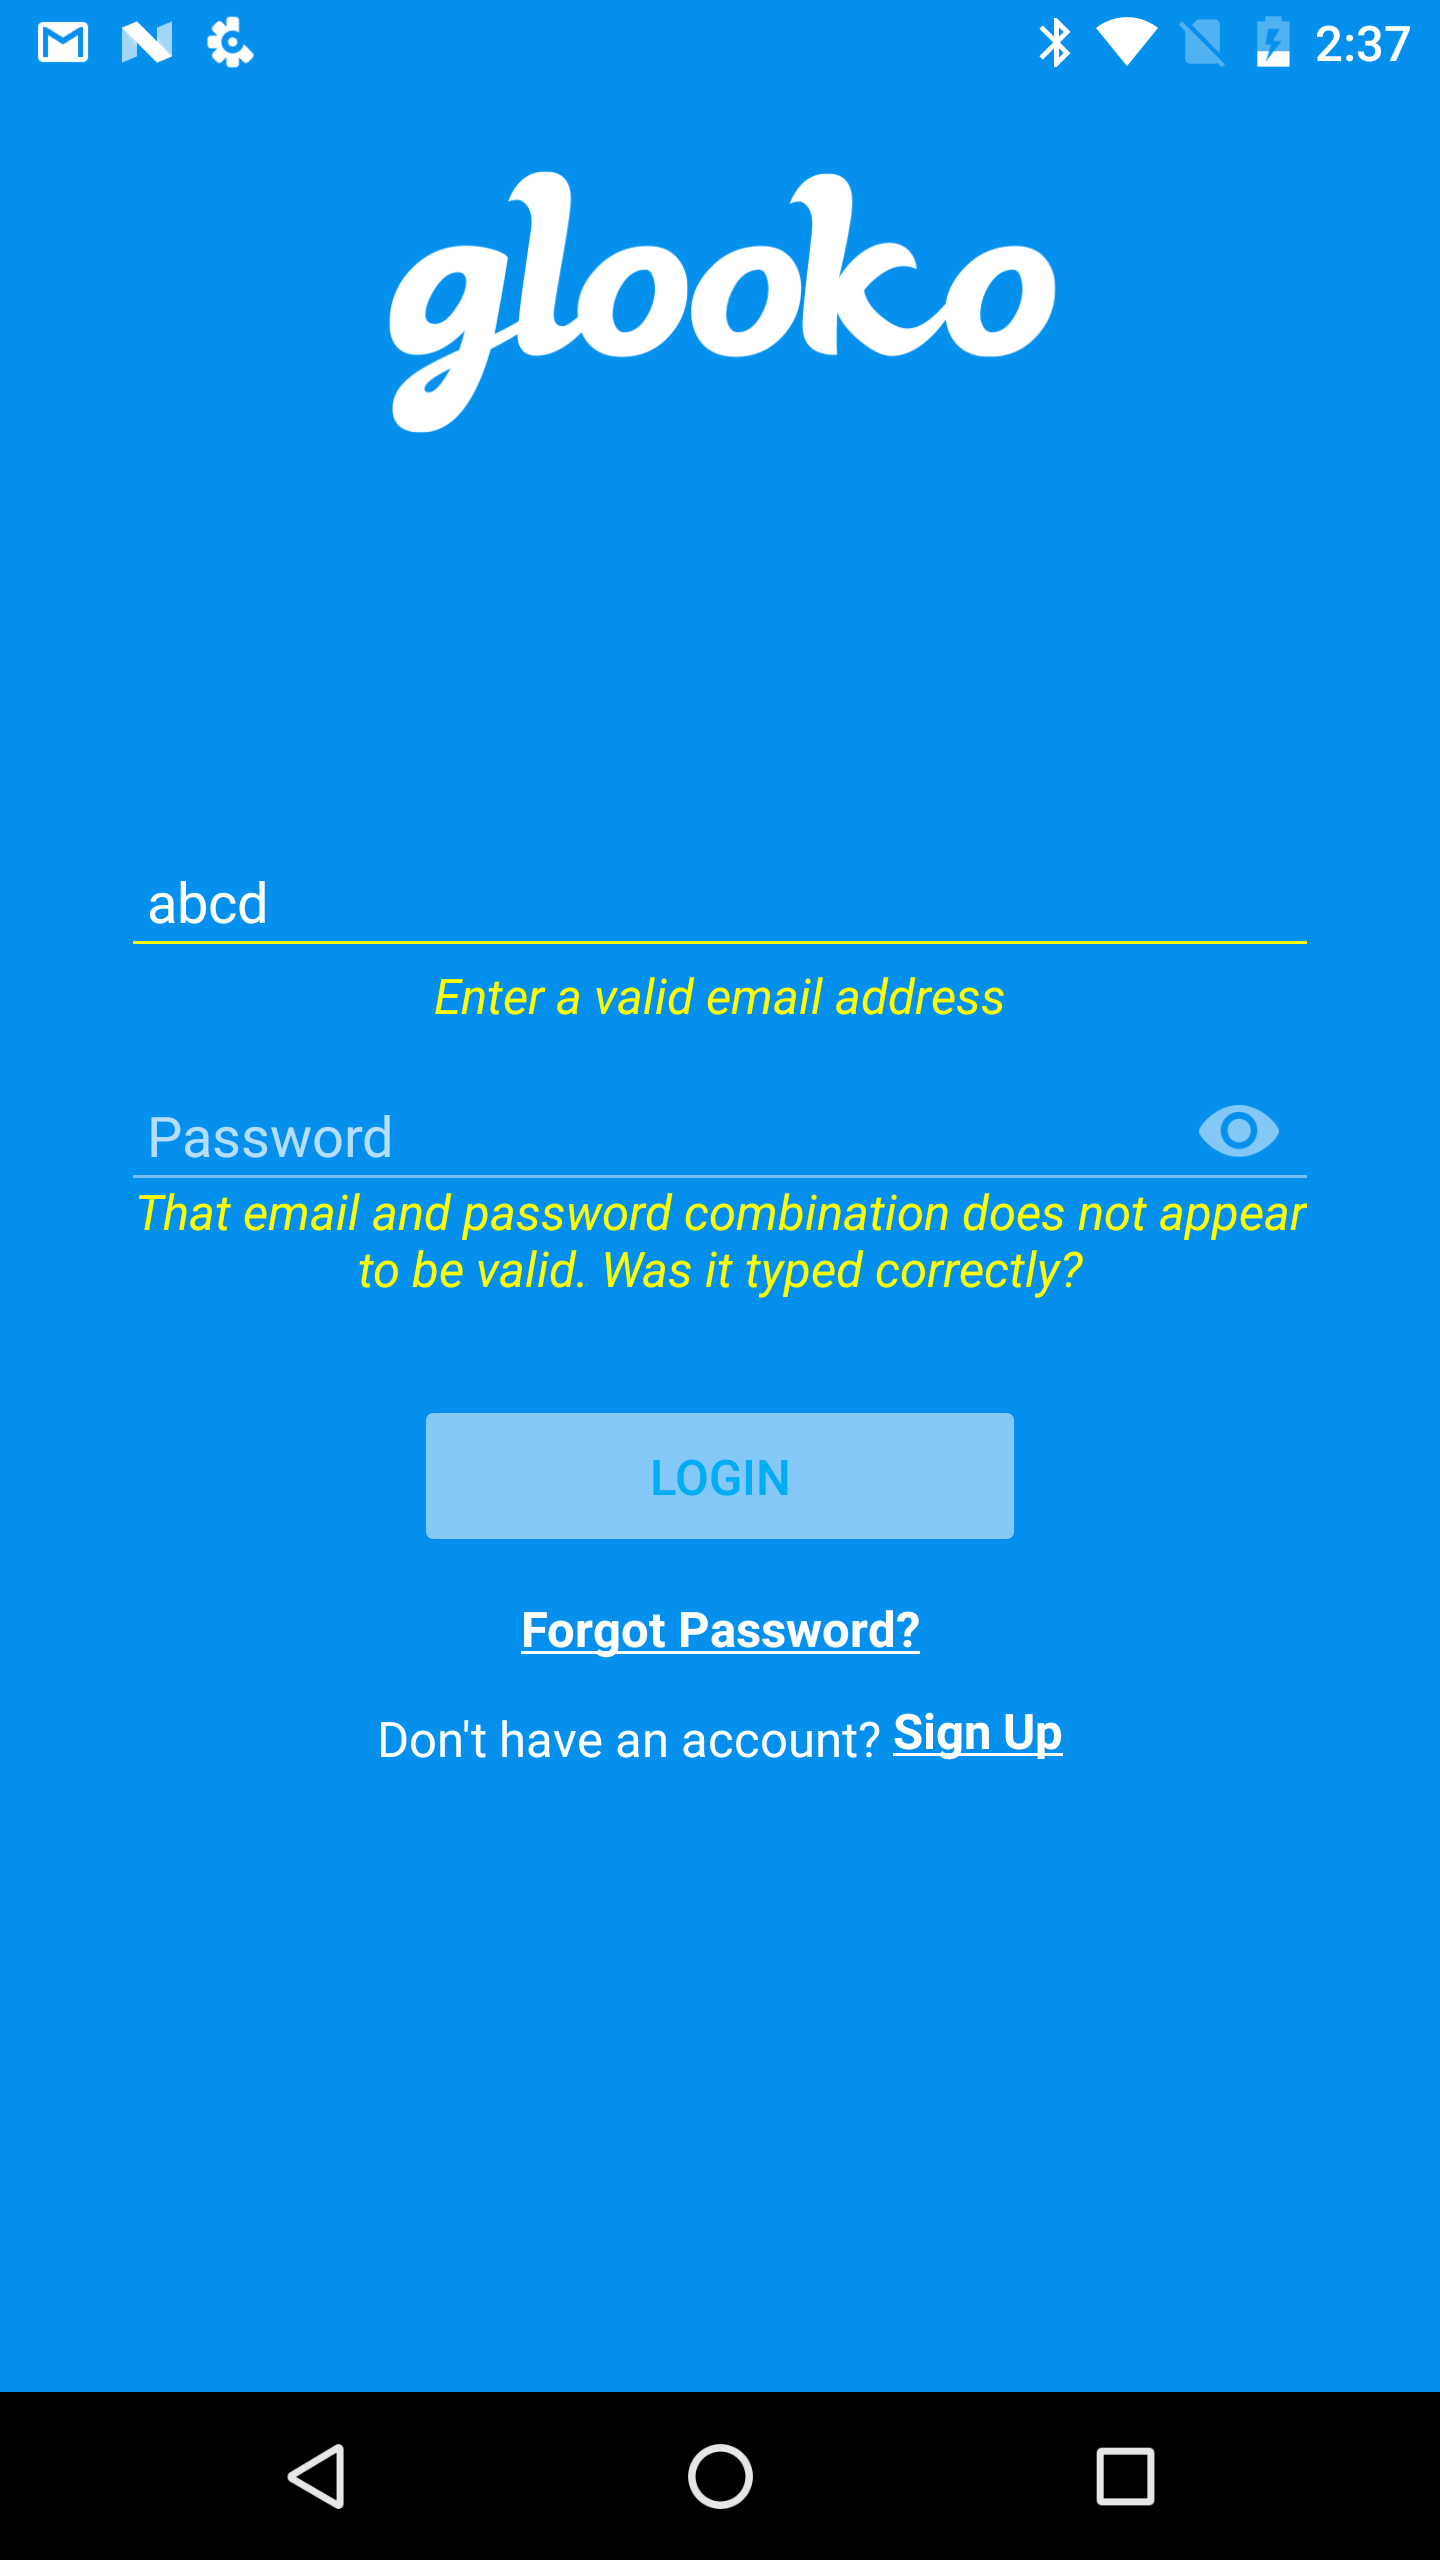 2:37
glooko
abcd
Enter a valid email address
Password
That email and password combination does not appear
to be valid. Was it typed correctly?
LOGIN
Forgot Password?
Don't have an account? Sign Up